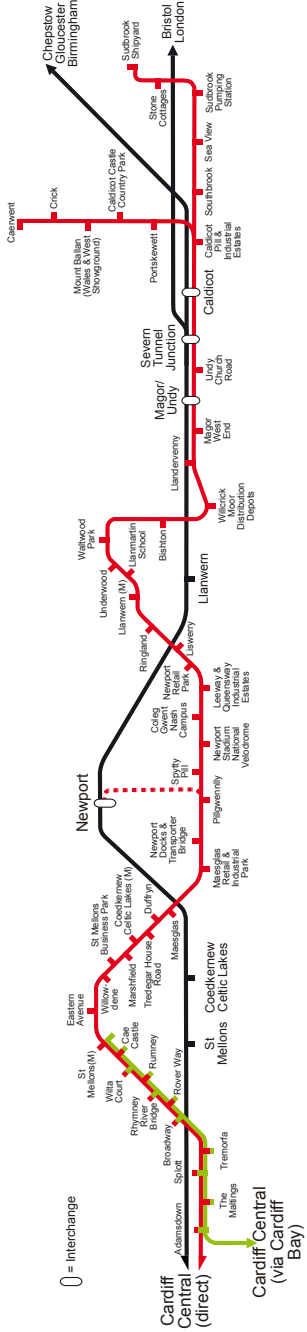 = Interchange
Cardiff
Central
(direct)
Cardiff Central
(via Cardiff
Bay)
Adamsdown
The
Maltings
Splott
Tremorfa
Broadway
Rover Way
Rhymney
River
Bridge
Rumney
Wilta
Court
Cae
Castle
St
Mellons(M)
Eastern
Avenue
Willow-
dene
St Mellons
Business Park
Marshfield
Coedkernew
Celtic Lakes (M)
Tredegar House
Road
Duffryn
Maesglas
St
Mellons
Coedkernew
Celtic Lakes
Maesglas
Retail &
Industrial
Park
Newport
Docks &
Transporter
Bridge
Newport
Pillgwennlly
Spytty
Pill
Newport
Stadium
National
Velodrome
Coleg
Gwent
Nash
Campus
Leeway &
Queensway
Industrial
Estates
Newport
Retail
Park
Liswerry
Ringland
Llanwern (M)
Underwood
Llanmartin
School
Waltwood
Park
Bishton
Llanwern
Willcrick
Moor
Distribution
Depots
Llandervenny
Magor
West
End
Magor/
Undy
Undy
Church
Road
Severn
Tunnel
Junction
Caldicot
Caldicot
Pill &
Industrial
Estates
Portskewett
Caldicot Castle
Country Park
Mount Ballan
(Wales & West
Showground)
Crick
Caerwent
Southbrook
Sea View
Sudbrook
Pumping
Station
Stone
Cottages
Sudbrook
Shipyard
Chepstow
Gloucester
Birmingham
Bristol
London